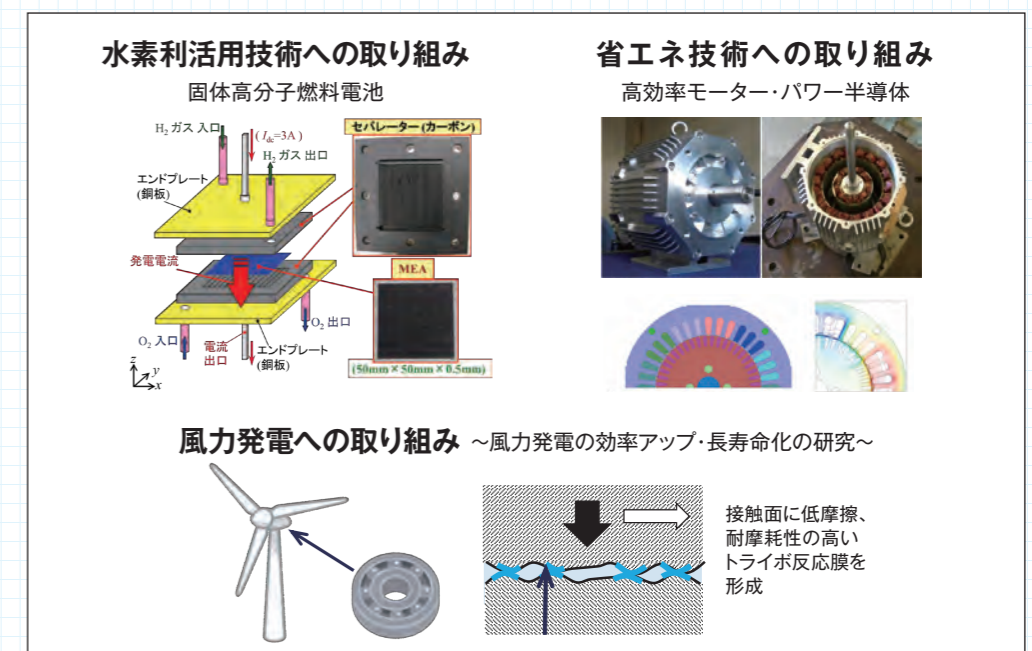 水素利活用技術への取り組み
固体高分子燃料電池
H₂ ガス 入口
(I_dc=3A)
H₂ ガス 出口
エンドプレート
(銅板)
発電電流
O₂ 出口
O₂ 入口
電流
出口
エンドプレート
(銅板)
z
y
x
セパレーター (カーボン)
MEA
(50mm×50mm×0.5mm)
省エネ技術への取り組み
高効率モーター・パワー半導体
風力発電への取り組み ～風力発電の効率アップ・長寿命化の研究～
接触面に低摩擦、
耐摩耗性の高い
トライボ反応膜を
形成